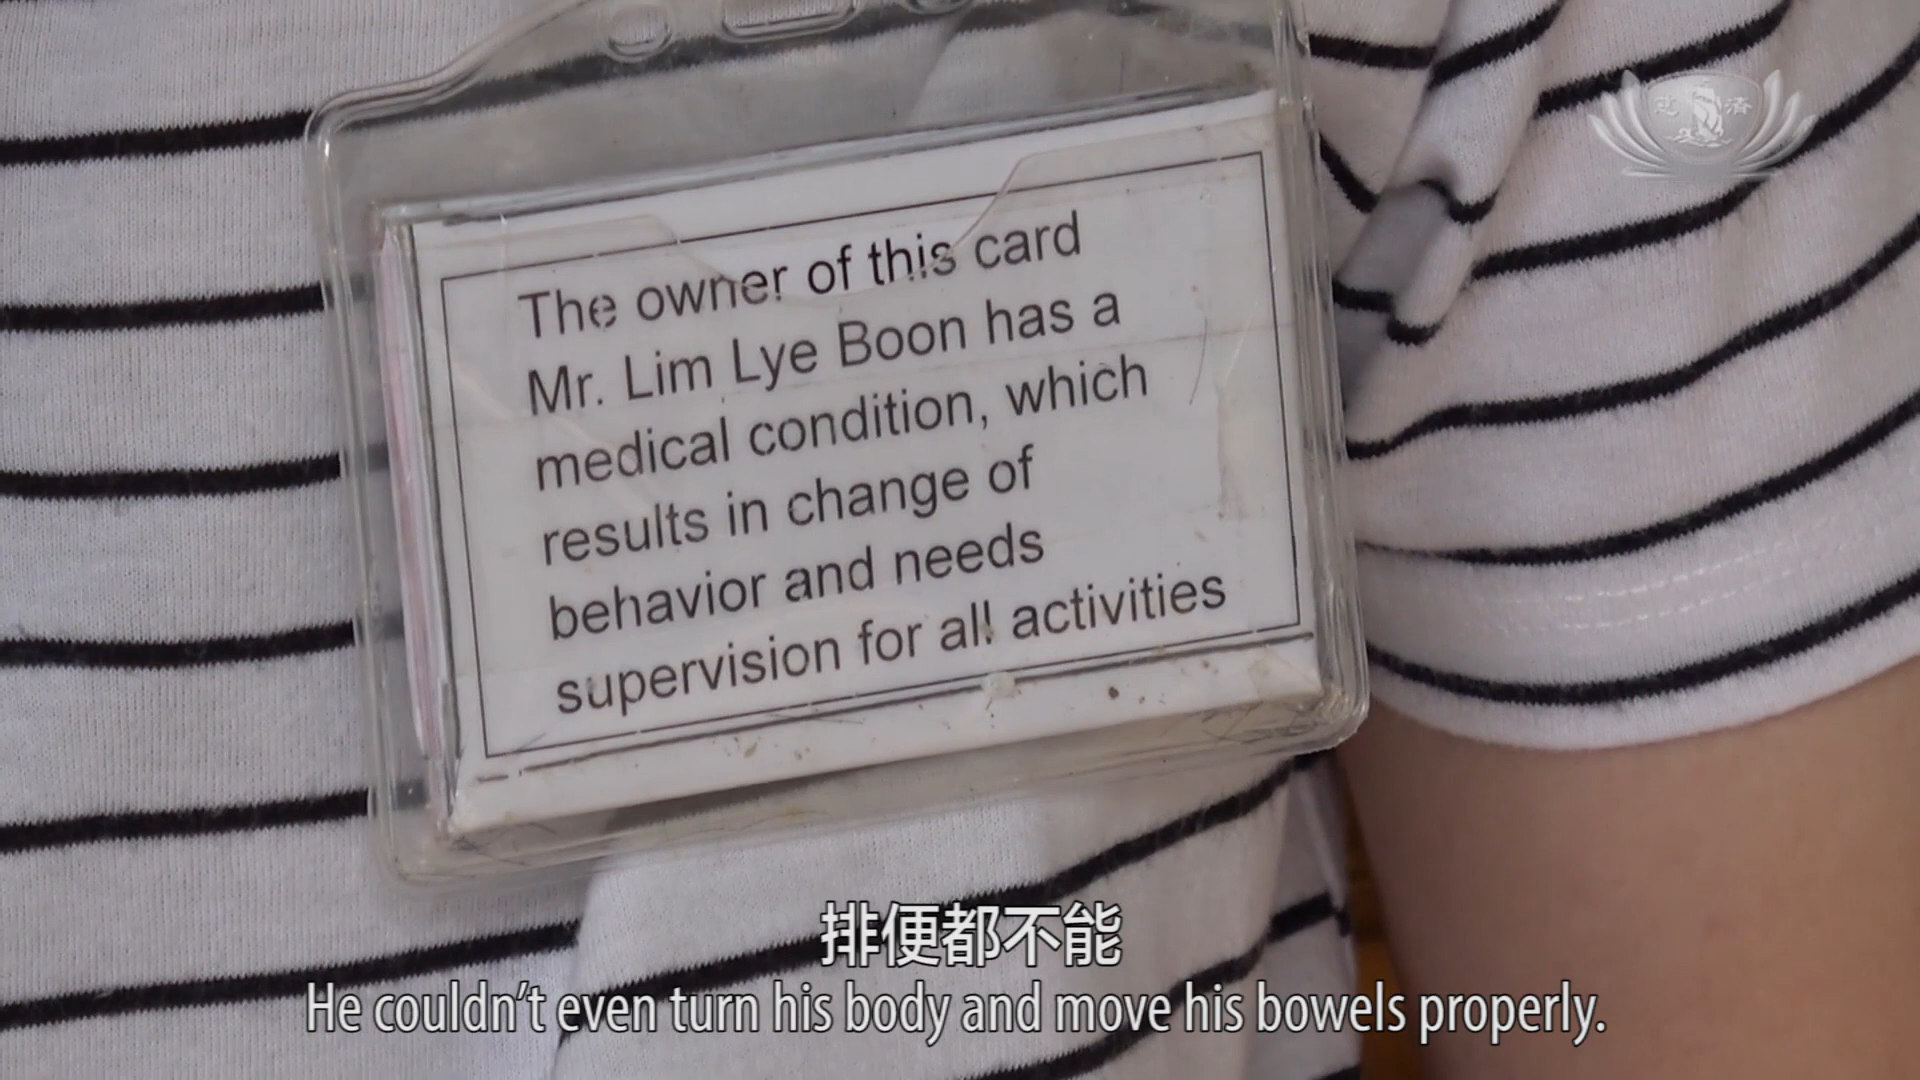 慈 濟
The owner of this card
Mr. Lim Lye Boon has a
medical condition, which
results in change of
behavior and needs
supervision for all activities
排便都不能
He couldn't even turn his body and move his bowels properly.